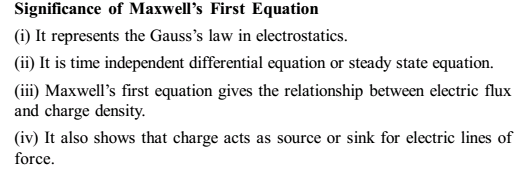 Significance of Maxwell’s First Equation
(i) It represents the Gauss’s law in electrostatics.
(ii) It is time independent differential equation or steady state equation.
(iii) Maxwell’s first equation gives the relationship between electric flux
and charge density.
(iv) It also shows that charge acts as source or sink for electric lines of
force.